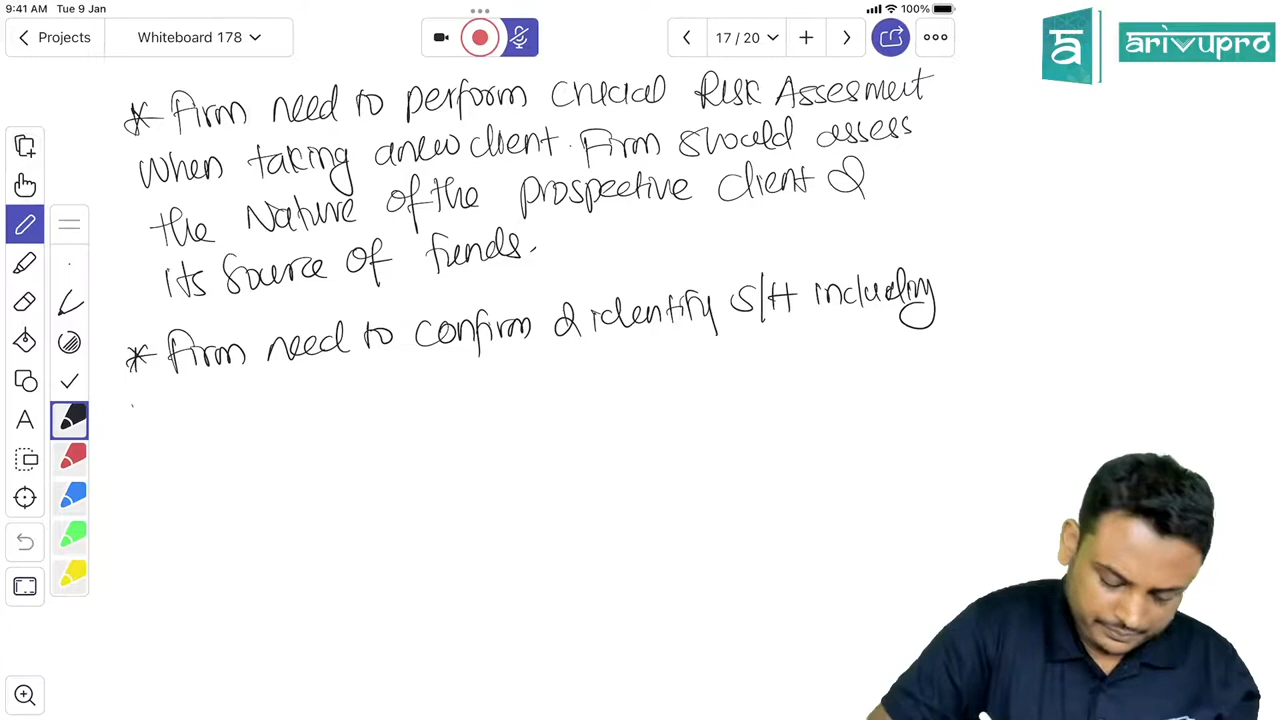 9:41 AM Tue 9 Jan
100%
Projects
Whiteboard 178
17 / 20
a
arivupro
* firm need to perform crucial Risk Assesment
when taking a new client. Firm should assess
the Nature of the prospective client &
its Source of funds.
* firm need to confirm & identify S/H including
A